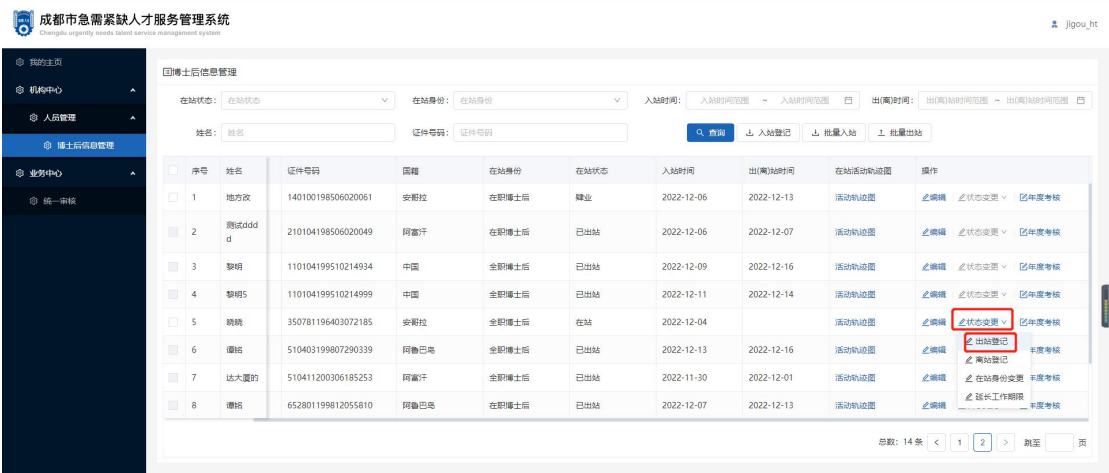 成都市急需紧缺人才服务管理系统
Chengdu urgently needs talent service management system
jigou_ht
我的主页
机构中心
人员管理
博士后信息管理
业务中心
统一审核
博士后信息管理
在站状态: 在站状态 在站身份: 在站身份 入站时间: 入站时间范围 ~ 入站时间范围 出(离)时间: 出(离)站时间范围 ~ 出(离)站时间范围
姓名: 姓名 证件号码: 证件号码 查询 入站登记 批量入站 批量出站
序号 姓名 证件号码 国籍 在站身份 在站状态 入站时间 出(离)站时间 在站活动轨迹图 操作
1 地方改 140100198506020061 安哥拉 在职博士后 肄业 2022-12-06 2022-12-13 活动轨迹图 编辑 状态变更 年度考核
2 测试ddd
d 210104198506020049 阿富汗 在职博士后 已出站 2022-12-06 2022-12-07 活动轨迹图 编辑 状态变更 年度考核
3 黎明 110104199510214934 中国 全职博士后 已出站 2022-12-09 2022-12-16 活动轨迹图 编辑 状态变更 年度考核
4 黎明5 110104199510214999 中国 全职博士后 已出站 2022-12-11 2022-12-14 活动轨迹图 编辑 状态变更 年度考核
5 晓晓 350781196403072185 安哥拉 在职博士后 在站 2022-12-04 活动轨迹图 编辑 状态变更 年度考核
6 谭铭 510403199807290339 阿鲁巴岛 全职博士后 已出站 2022-12-13 2022-12-16 活动轨迹图 编辑 年度考核
7 达大厦的 510411200306185253 阿富汗 全职博士后 已出站 2022-11-30 2022-12-01 活动轨迹图 编辑 年度考核
8 谭铭 652801199812055810 阿鲁巴岛 在职博士后 已出站 2022-12-07 2022-12-13 活动轨迹图 编辑 年度考核
出站登记
离站登记
在站身份变更
延长工作期限
总数: 14 条 < 1 2 > 跳至 页